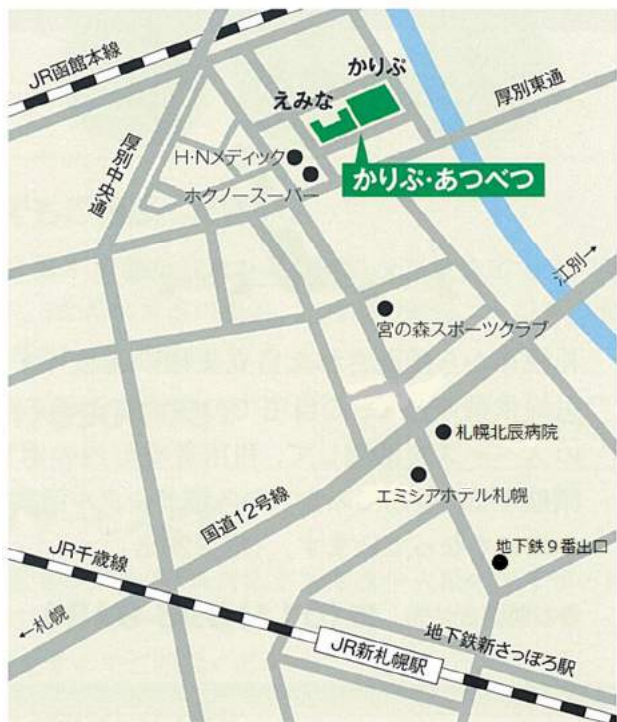 JR函館本線
かりぷ
えみな
厚別東通
厚別中央通
H·Nメディック
ホクノースーパー
かりぷ·あつべつ
江別→
宮の森スポーツクラブ
札幌北辰病院
エミシアホテル札幌
国道12号線
地下鉄9番出口
JR千歳線
←札幌
地下鉄新さっぽろ駅
JR新札幌駅